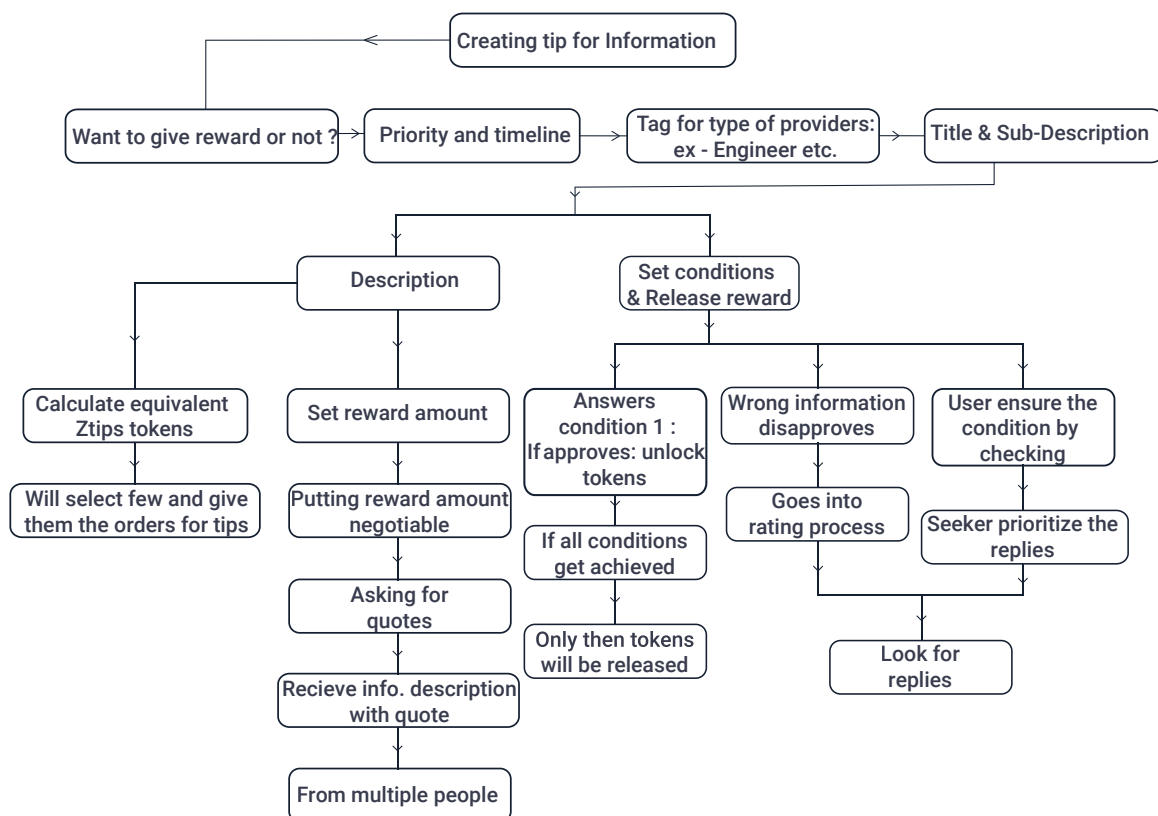 Creating tip for Information
Want to give reward or not ?
Priority and timeline
Tag for type of providers:
ex - Engineer etc.
Title & Sub-Description
Description
Set conditions
& Release reward
Calculate equivalent
Ztips tokens
Will select few and give
them the orders for tips
Set reward amount
Putting reward amount
negotiable
Asking for
quotes
Recieve info. description
with quote
From multiple people
Answers
condition 1 :
If approves: unlock
tokens
If all conditions
get achieved
Only then tokens
will be released
Wrong information
disapproves
Goes into
rating process
User ensure the
condition by
checking
Seeker prioritize the
replies
Look for
replies